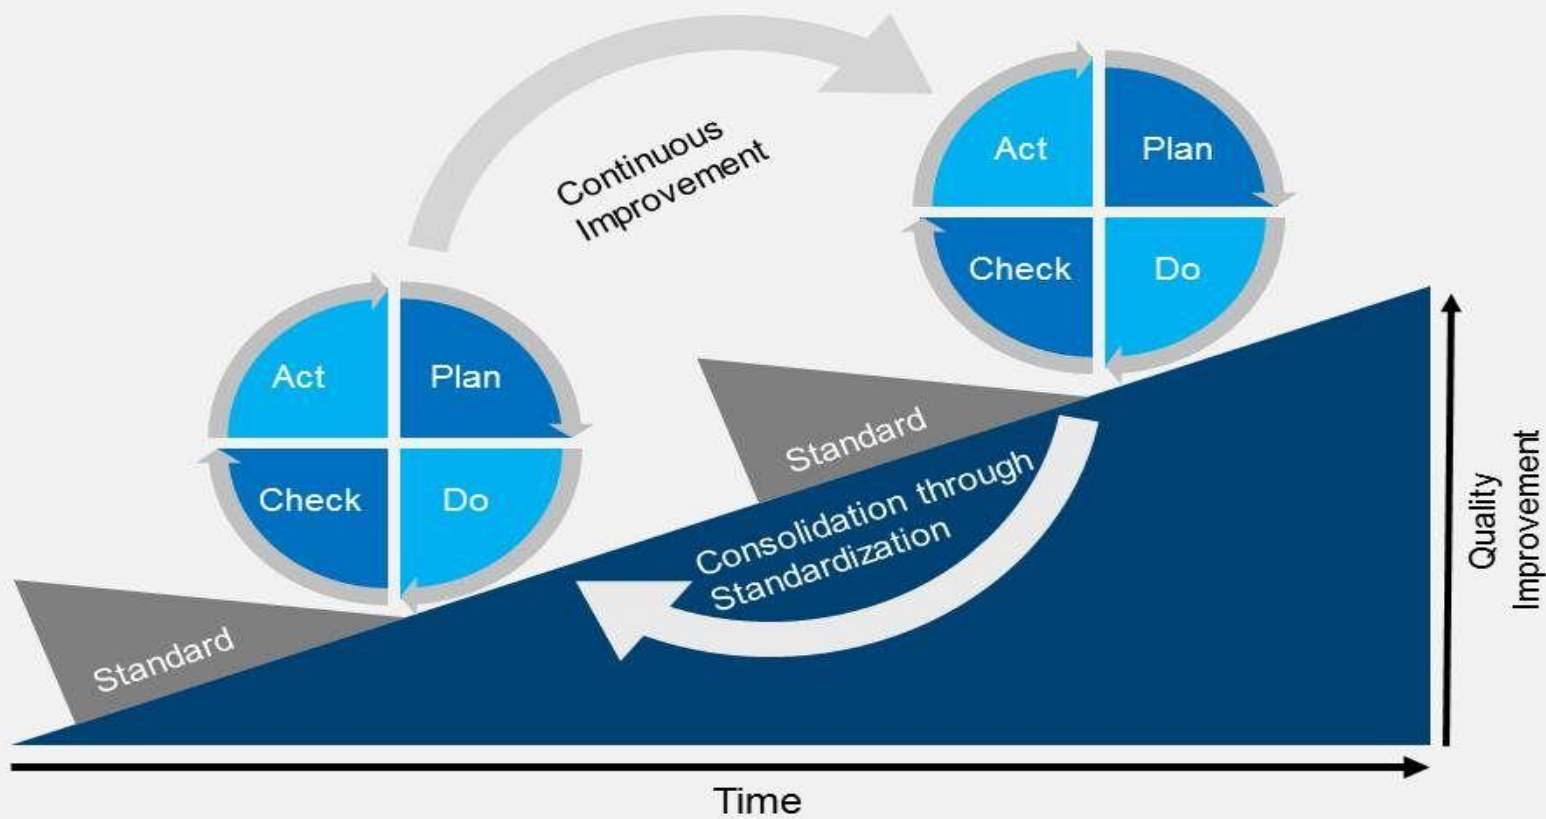 Continuous
Improvement
Act
Plan
Check
Do
Act
Plan
Check
Do
Standard
Standard
Consolidation through
Standardization
Quality
Improvement
Time